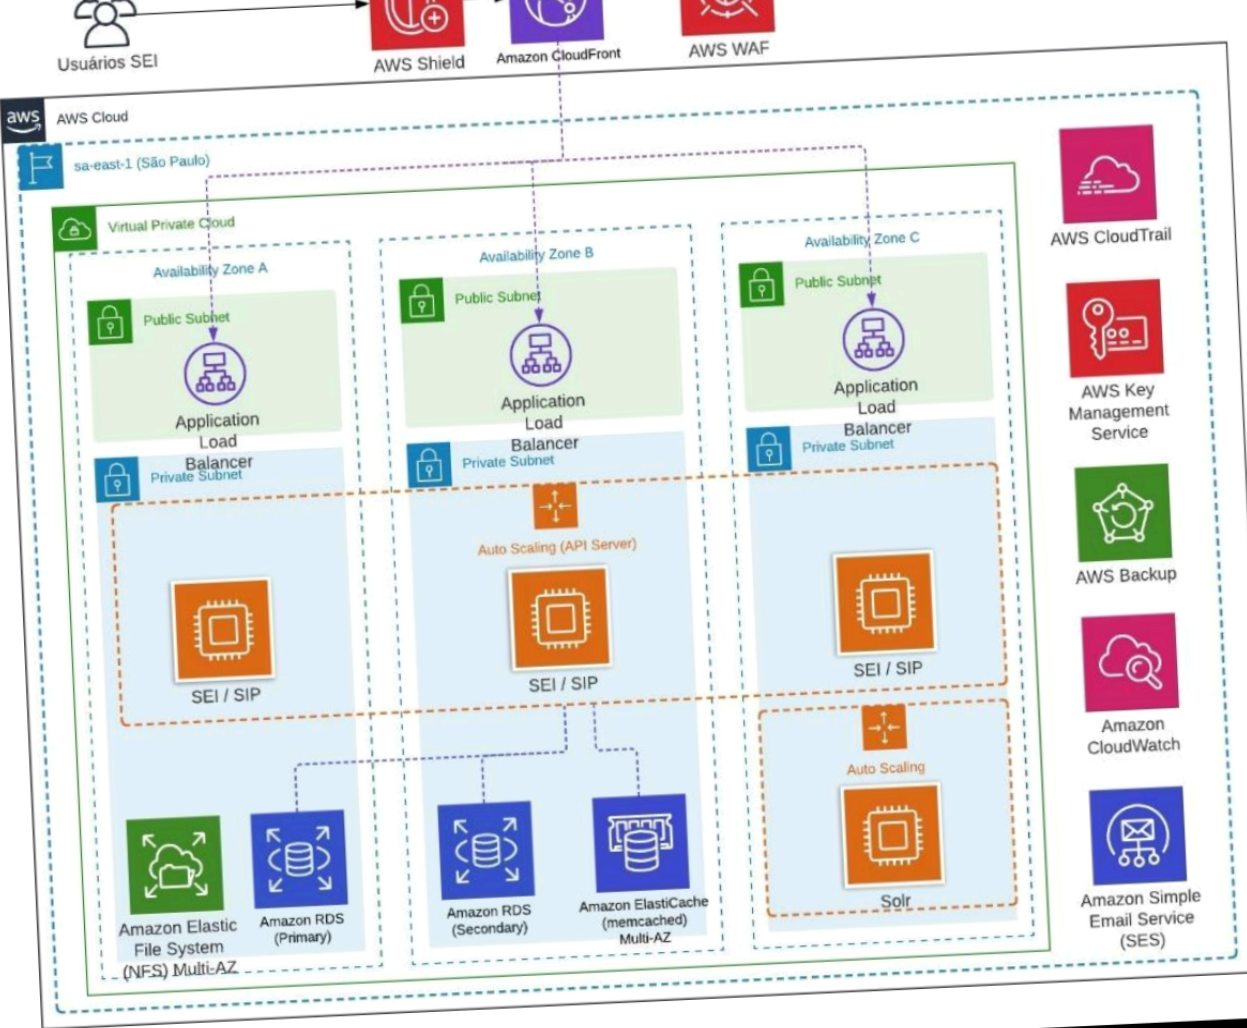 Usuários SEI
AWS Shield
Amazon CloudFront
AWS WAF
aws
AWS Cloud
sa-east-1 (São Paulo)
Virtual Private Cloud
Availability Zone A
Public Subnet
Application
Load
Balancer
Private Subnet
Availability Zone B
Public Subnet
Application
Load
Balancer
Private Subnet
Availability Zone C
Public Subnet
Application
Load
Balancer
Private Subnet
Auto Scaling (API Server)
SEI / SIP
SEI / SIP
SEI / SIP
Auto Scaling
Solr
Amazon Elastic
File System
(NFS) Multi-AZ
Amazon RDS
(Primary)
Amazon RDS
(Secondary)
Amazon ElastiCache
(memcached)
Multi-AZ
AWS CloudTrail
AWS Key
Management
Service
AWS Backup
Amazon
CloudWatch
Amazon Simple
Email Service
(SES)